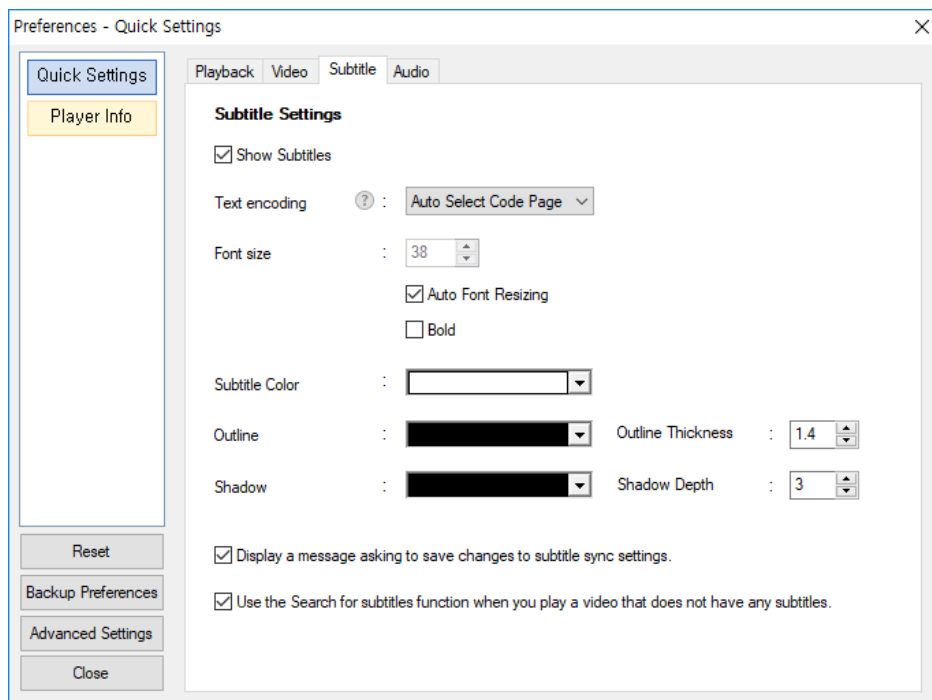 Preferences - Quick Settings
Quick Settings
Player Info
Playback Video Subtitle Audio
Subtitle Settings
Show Subtitles
Text encoding ? : Auto Select Code Page
Font size : 38
Auto Font Resizing
Bold
Subtitle Color :
Outline : Outline Thickness : 1.4
Shadow : Shadow Depth : 3
Display a message asking to save changes to subtitle sync settings.
Use the Search for subtitles function when you play a video that does not have any subtitles.
Reset
Backup Preferences
Advanced Settings
Close